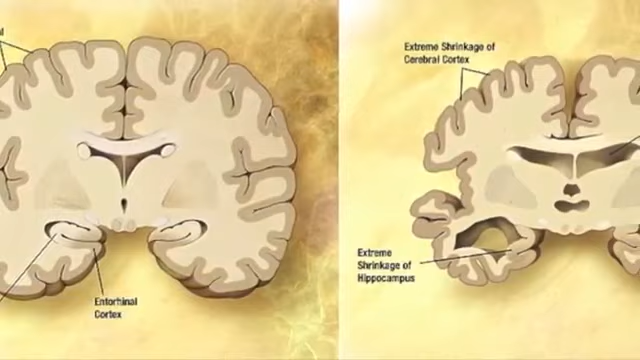 Entorhinal
Cortex
Extreme Shrinkage of
Cerebral Cortex
Extreme
Shrinkage of
Hippocampus